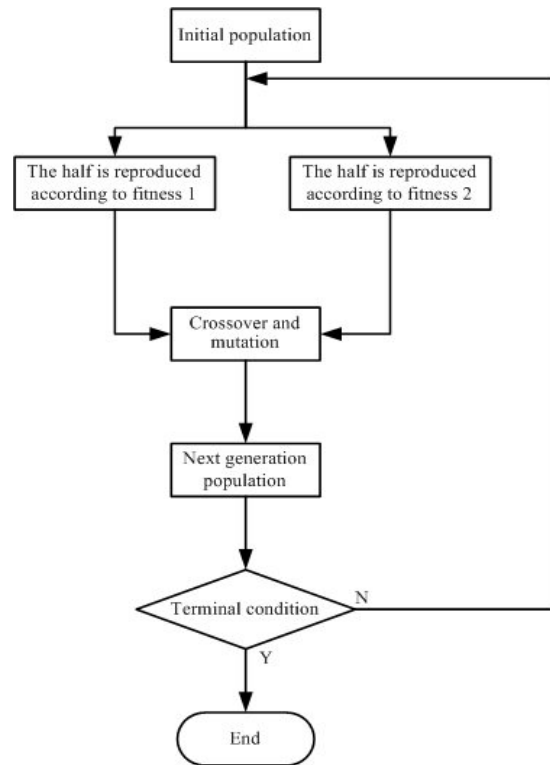 Initial population
The half is reproduced
according to fitness 1
The half is reproduced
according to fitness 2
Crossover and
mutation
Next generation
population
Terminal condition
N
Y
End